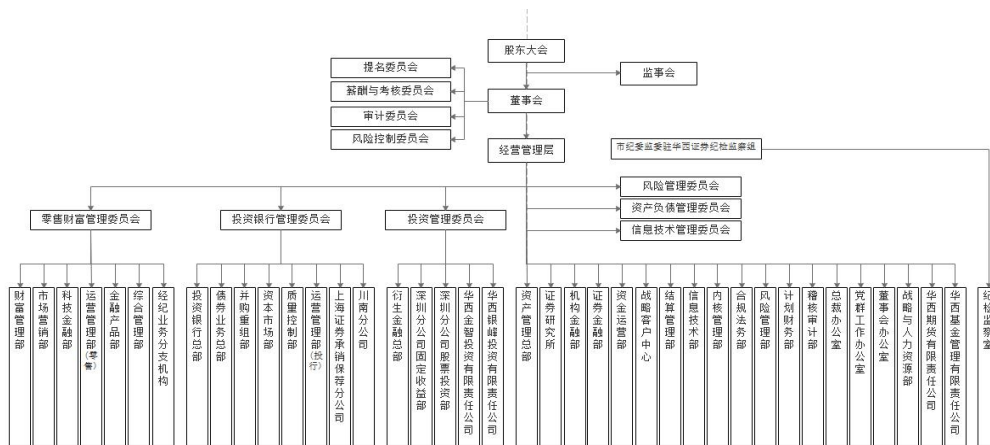 股东大会
监事会
提名委员会
薪酬与考核委员会
董事会
审计委员会
风险控制委员会
经营管理层
市纪委监委驻华西证券纪检监察组
风险管理委员会
资产负债管理委员会
信息技术管理委员会
零售财富管理委员会
投资银行管理委员会
投资管理委员会
财富管理部
市场营销部
科技金融部
运营管理部(零售)
金融产品部
综合管理部
经纪业务分支机构
投资银行总部
债券业务总部
并购重组部
资本市场部
质量控制部
运营管理部(投行)
上海证券承销保荐分公司
川南分公司
衍生金融总部
深圳分公司固定收益部
深圳分公司股票投资部
华西金智投资有限责任公司
华西银峰投资有限责任公司
资产管理总部
证券研究所
机构金融部
证券金融部
资金运营部
战略客户中心
结算管理部
信息技术部
内核管理部
合规法务部
风险管理部
计划财务部
稽核审计部
总裁办公室
党群工作办公室
董事会办公室
战略与人力资源部
华西期货有限责任公司
华西基金管理有限责任公司
纪检监察室